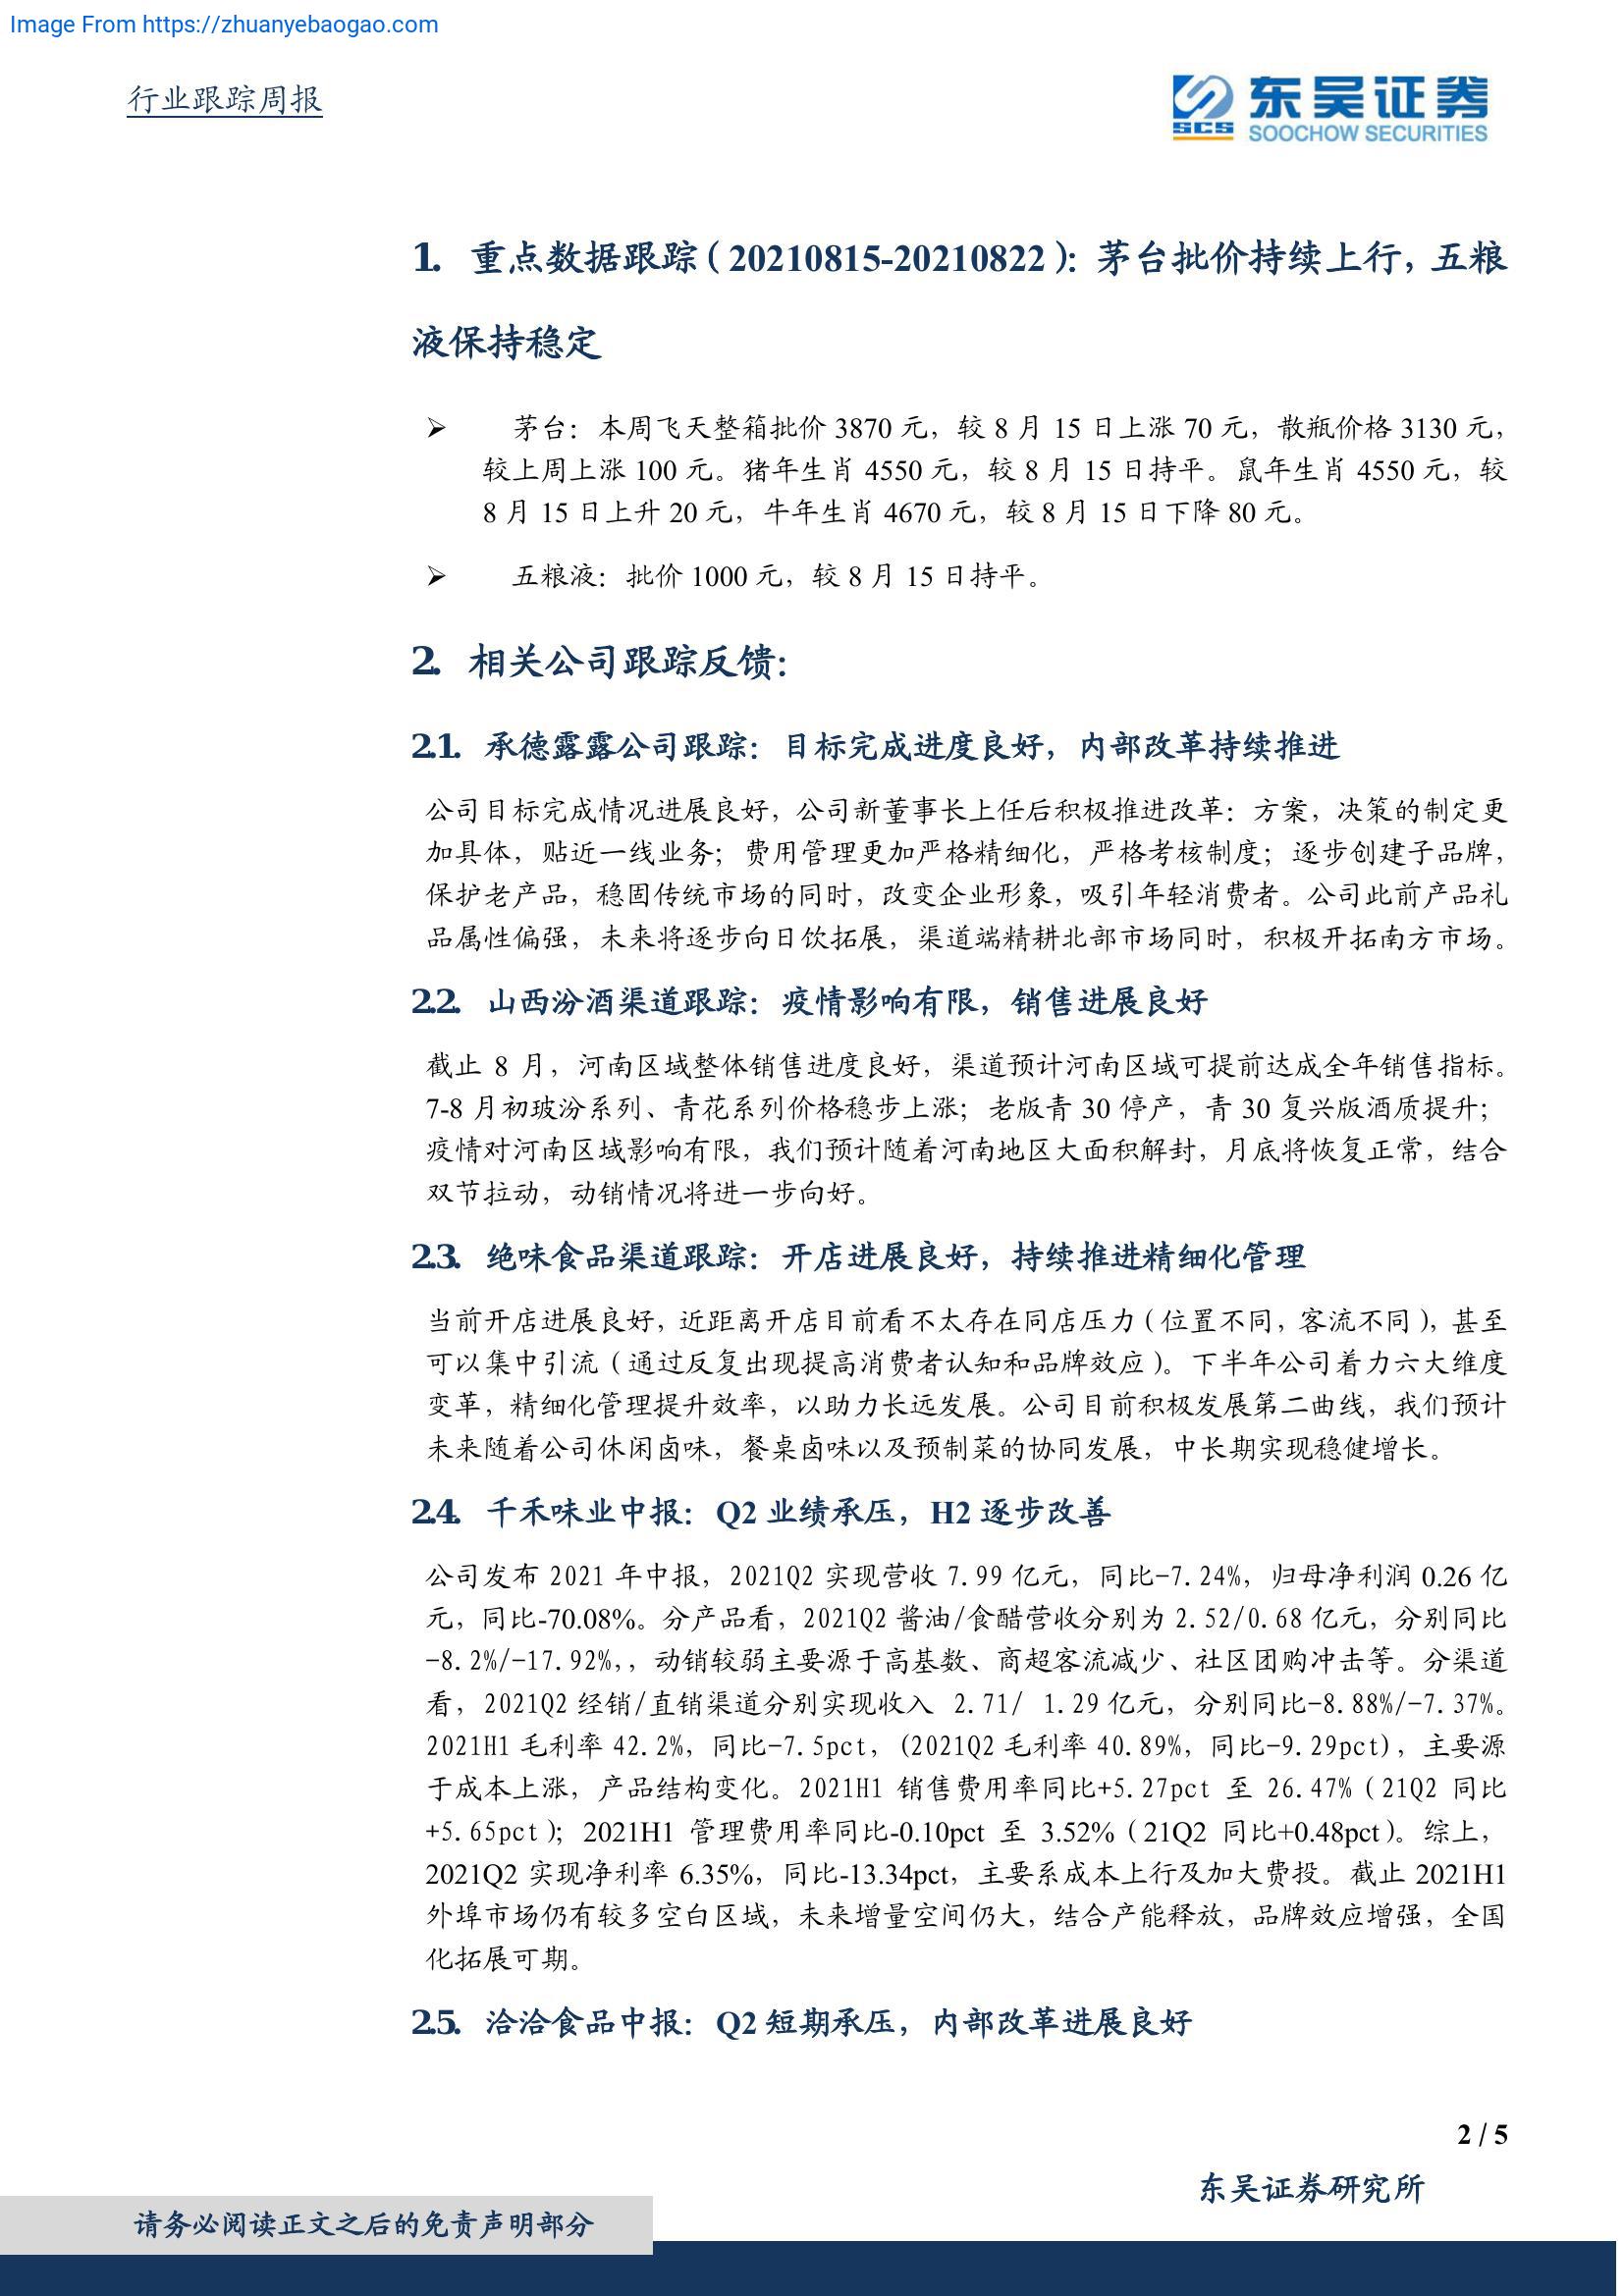 Image From https://zhuanyebaogao.com
行业跟踪周报
SCS 东吴证券
SOOCHOW SECURITIES
1. 重点数据跟踪（20210815-20210822）：茅台批价持续上行，五粮
液保持稳定
➢ 茅台：本周飞天整箱批价 3870 元，较 8 月 15 日上涨 70 元，散瓶价格 3130 元，
较上周上涨 100 元。猪年生肖 4550 元，较 8 月 15 日持平。鼠年生肖 4550 元，较
8 月 15 日上升 20 元，牛年生肖 4670 元，较 8 月 15 日下降 80 元。
➢ 五粮液：批价 1000 元，较 8 月 15 日持平。
2. 相关公司跟踪反馈：
2.1. 承德露露公司跟踪：目标完成进度良好，内部改革持续推进
公司目标完成情况进展良好，公司新董事长上任后积极推进改革：方案，决策的制定更
加具体，贴近一线业务；费用管理更加严格精细化，严格考核制度；逐步创建子品牌，
保护老产品，稳固传统市场的同时，改变企业形象，吸引年轻消费者。公司此前产品礼
品属性偏强，未来将逐步向日饮拓展，渠道端精耕北部市场同时，积极开拓南方市场。
2.2. 山西汾酒渠道跟踪：疫情影响有限，销售进展良好
截止 8 月，河南区域整体销售进度良好，渠道预计河南区域可提前达成全年销售指标。
7-8 月初玻汾系列、青花系列价格稳步上涨；老版青 30 停产，青 30 复兴版酒质提升；
疫情对河南区域影响有限，我们预计随着河南地区大面积解封，月底将恢复正常，结合
双节拉动，动销情况将进一步向好。
2.3. 绝味食品渠道跟踪：开店进展良好，持续推进精细化管理
当前开店进展良好，近距离开店目前看不太存在同店压力（位置不同，客流不同），甚至
可以集中引流（通过反复出现提高消费者认知和品牌效应）。下半年公司着力六大维度
变革，精细化管理提升效率，以助力长远发展。公司目前积极发展第二曲线，我们预计
未来随着公司休闲卤味，餐桌卤味以及预制菜的协同发展，中长期实现稳健增长。
2.4. 千禾味业中报：Q2 业绩承压，H2 逐步改善
公司发布 2021 年中报，2021Q2 实现营收 7.99 亿元，同比-7.24%，归母净利润 0.26 亿
元，同比-70.08%。分产品看，2021Q2 酱油/食醋营收分别为 2.52/0.68 亿元，分别同比
-8.2%/-17.92%,，动销较弱主要源于高基数、商超客流减少、社区团购冲击等。分渠道
看，2021Q2 经销/直销渠道分别实现收入 2.71/ 1.29 亿元，分别同比-8.88%/-7.37%。
2021H1 毛利率 42.2%，同比-7.5pct，(2021Q2 毛利率 40.89%，同比-9.29pct)，主要源
于成本上涨，产品结构变化。2021H1 销售费用率同比+5.27pct 至 26.47%（21Q2 同比
+5.65pct）；2021H1 管理费用率同比-0.10pct 至 3.52%（21Q2 同比+0.48pct）。综上，
2021Q2 实现净利率 6.35%，同比-13.34pct，主要系成本上行及加大费投。截止 2021H1
外埠市场仍有较多空白区域，未来增量空间仍大，结合产能释放，品牌效应增强，全国
化拓展可期。
2.5. 洽洽食品中报：Q2 短期承压，内部改革进展良好
2 / 5
东吴证券研究所
请务必阅读正文之后的免责声明部分